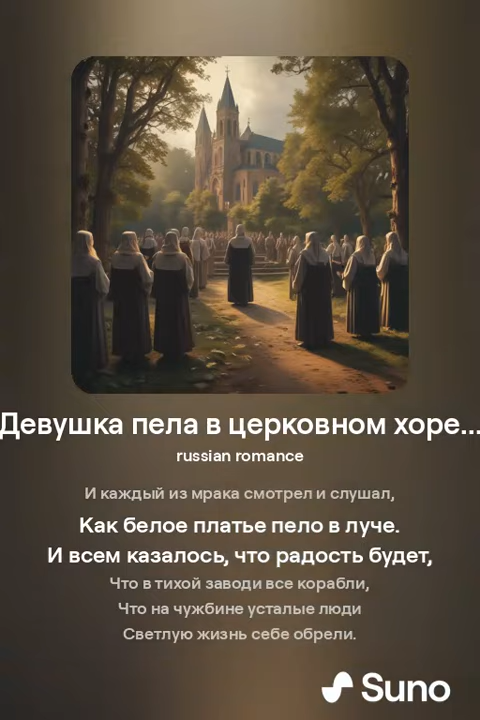 Девушка пела в церковном хоре...
russian romance
И каждый из мрака смотрел и слушал,
Как белое платье пело в луче.
И всем казалось, что радость будет,
Что в тихой заводи все корабли,
Что на чужбине усталые люди
Светлую жизнь себе обрели.
Suno